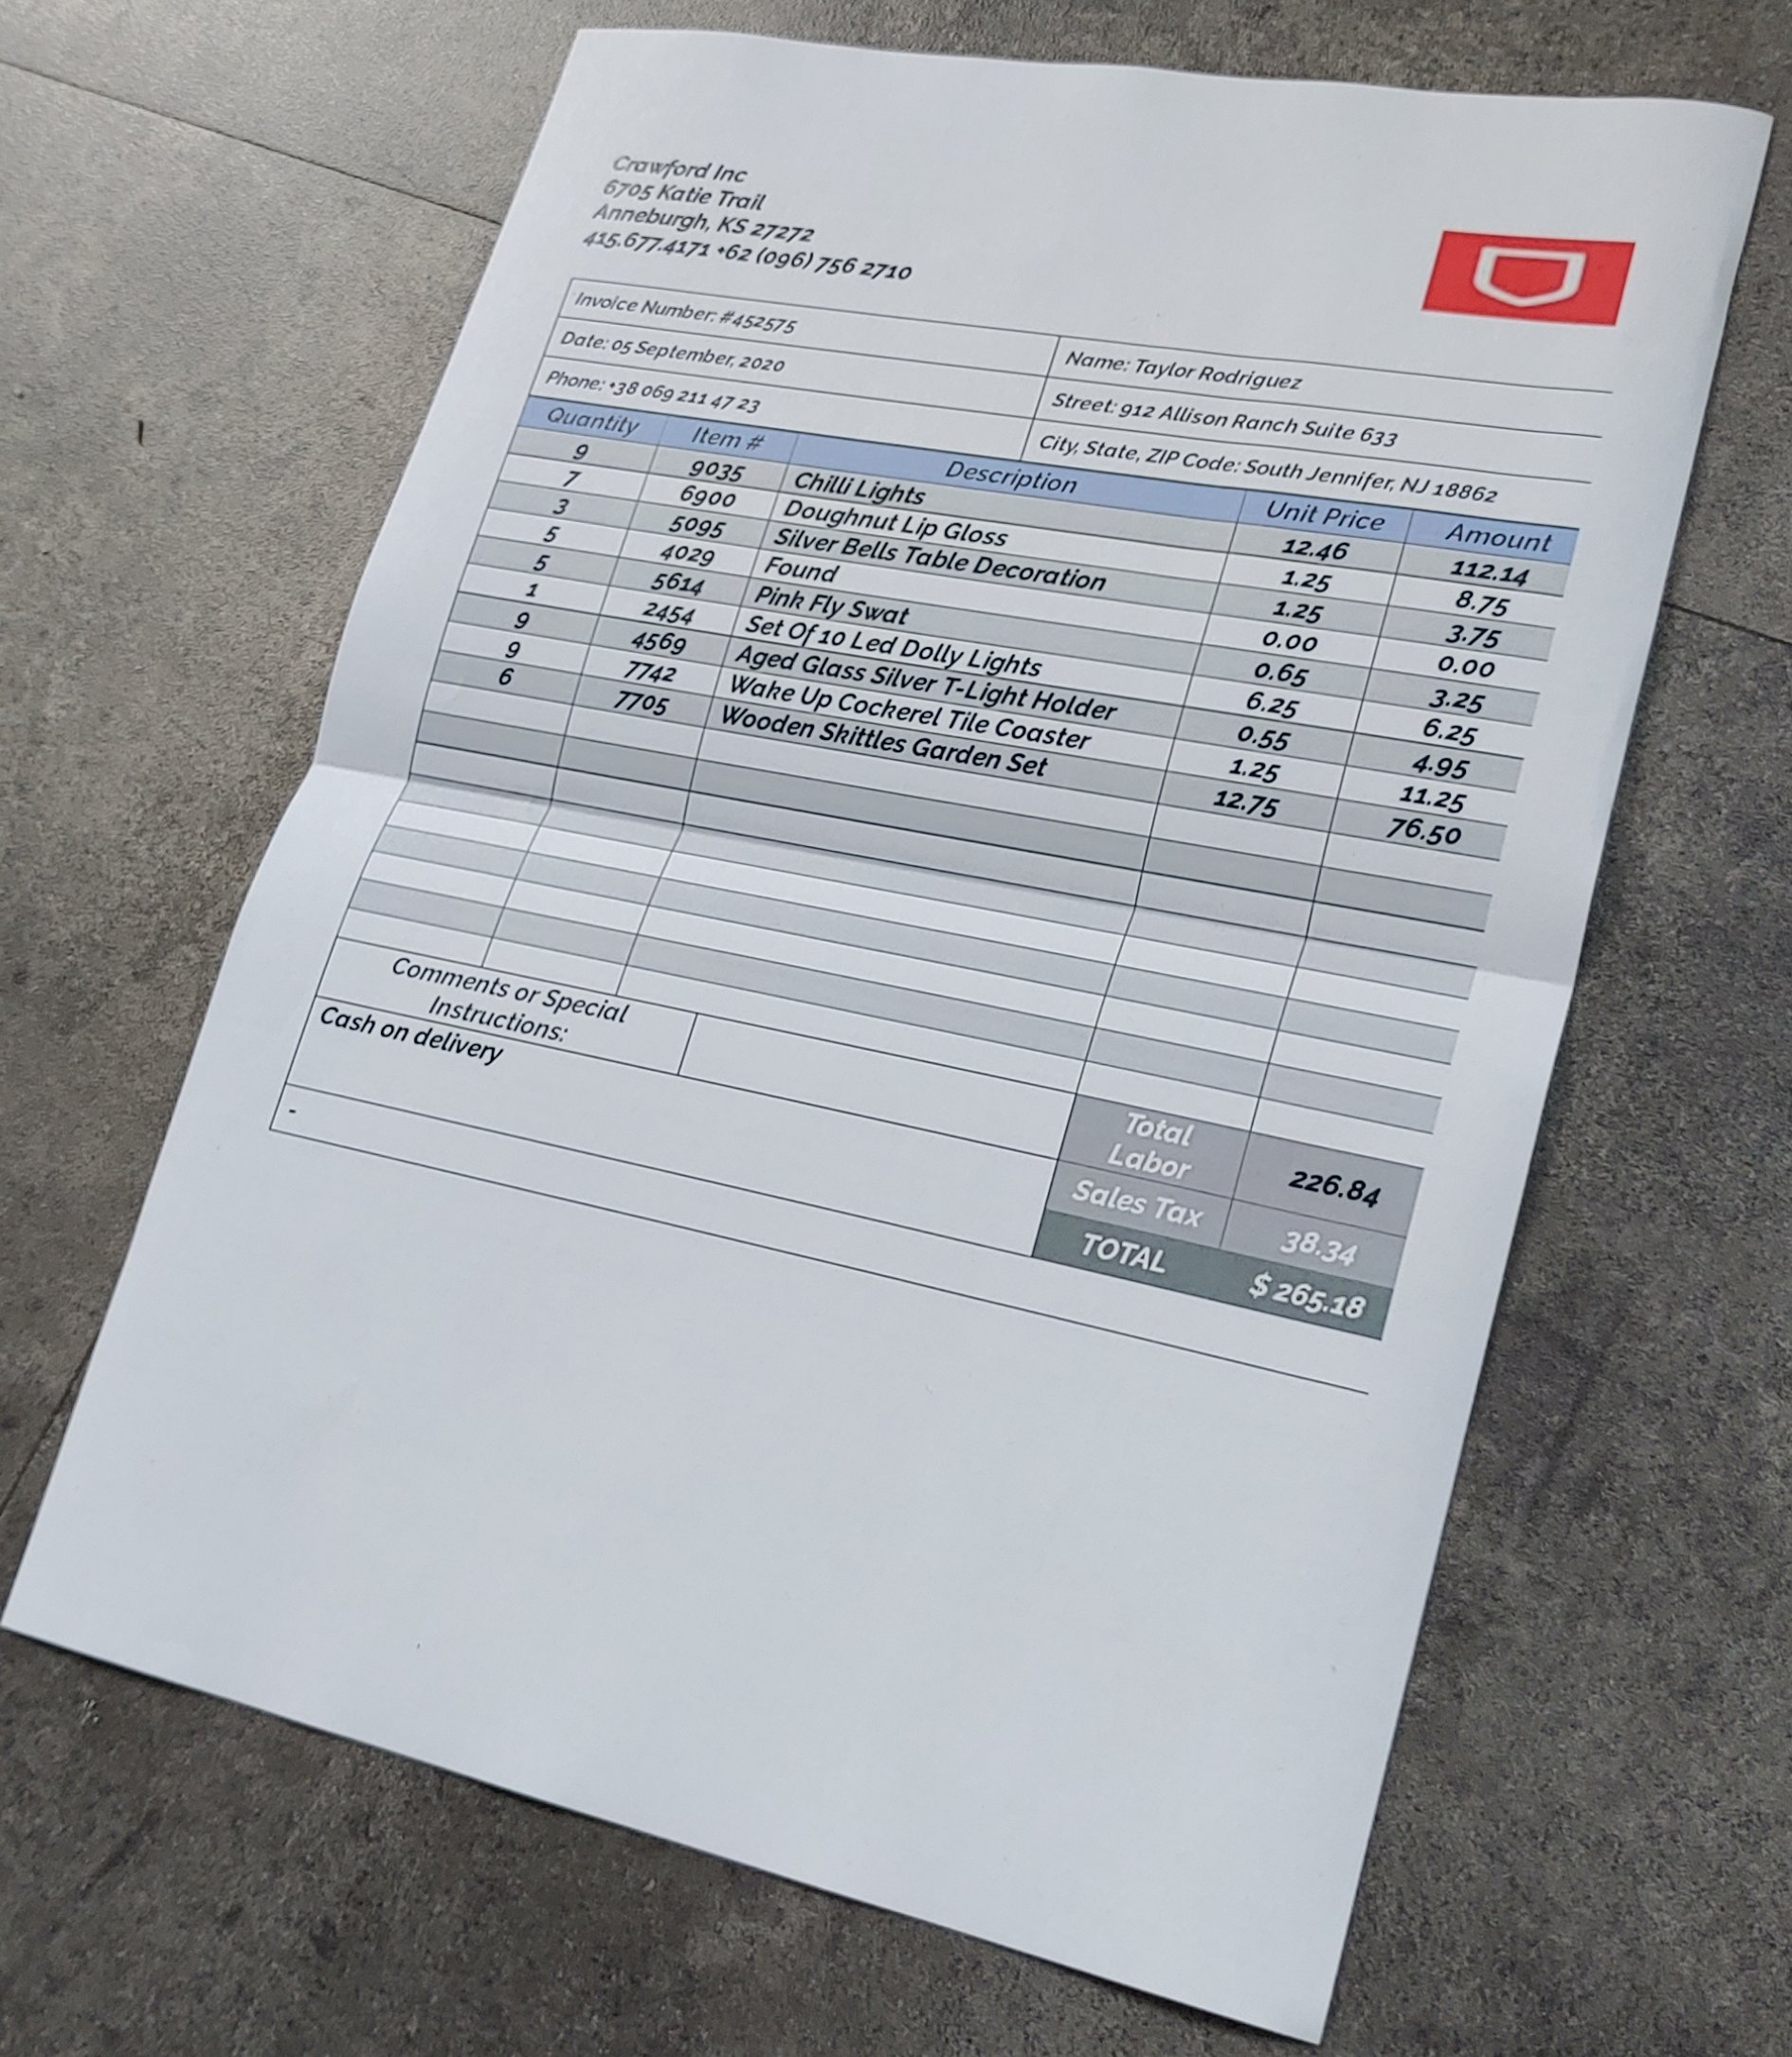 Crawford Inc
6705 Katie Trail
Anneburgh, KS 27272
415.677.4171 +62 (096) 756 2710
Invoice Number: #452575
Name: Taylor Rodriguez
Date: 05 September, 2020
Street: 912 Allison Ranch Suite 633
Phone: +38 069 211 47 23
City, State, ZIP Code: South Jennifer, NJ 18862
Quantity Item # Description Unit Price Amount
9 9035 Chilli Lights 12.46 112.14
7 6900 Doughnut Lip Gloss 1.25 8.75
3 5095 Silver Bells Table Decoration 1.25 3.75
5 4029 Found 0.00 0.00
5 5614 Pink Fly Swat 0.65 3.25
1 2454 Set Of 10 Led Dolly Lights 6.25 6.25
9 4569 Aged Glass Silver T-Light Holder 0.55 4.95
9 7742 Wake Up Cockerel Tile Coaster 1.25 11.25
6 7705 Wooden Skittles Garden Set 12.75 76.50
Comments or Special
Instructions:
Cash on delivery
-
Total
Labor 226.84
Sales Tax 38.34
TOTAL $ 265.18